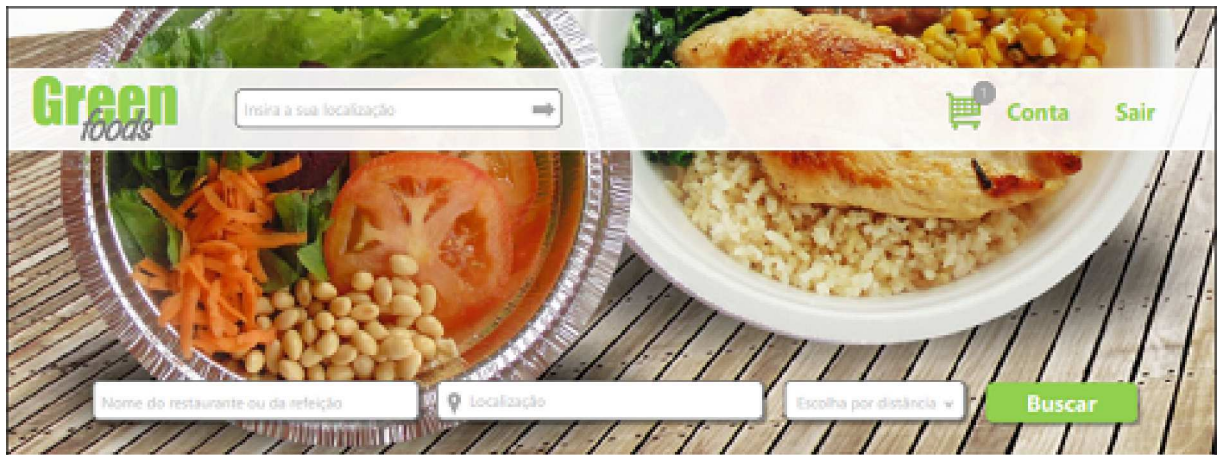 Green
foods
Insira a sua localização
1
Conta
Sair
Nome do restaurante ou da refeição
Localização
Escolha por distância
Buscar